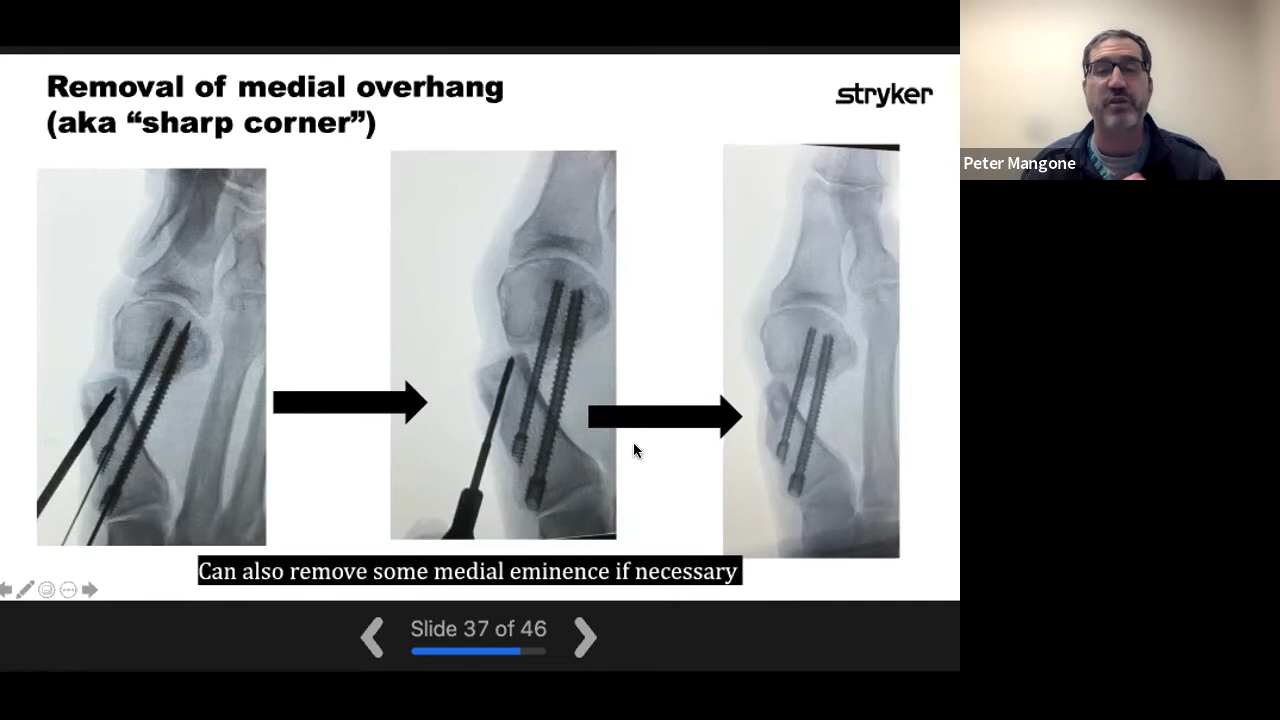 Removal of medial overhang
(aka “sharp corner”)
stryker
Peter Mangone
Can also remove some medial eminence if necessary
Slide 37 of 46